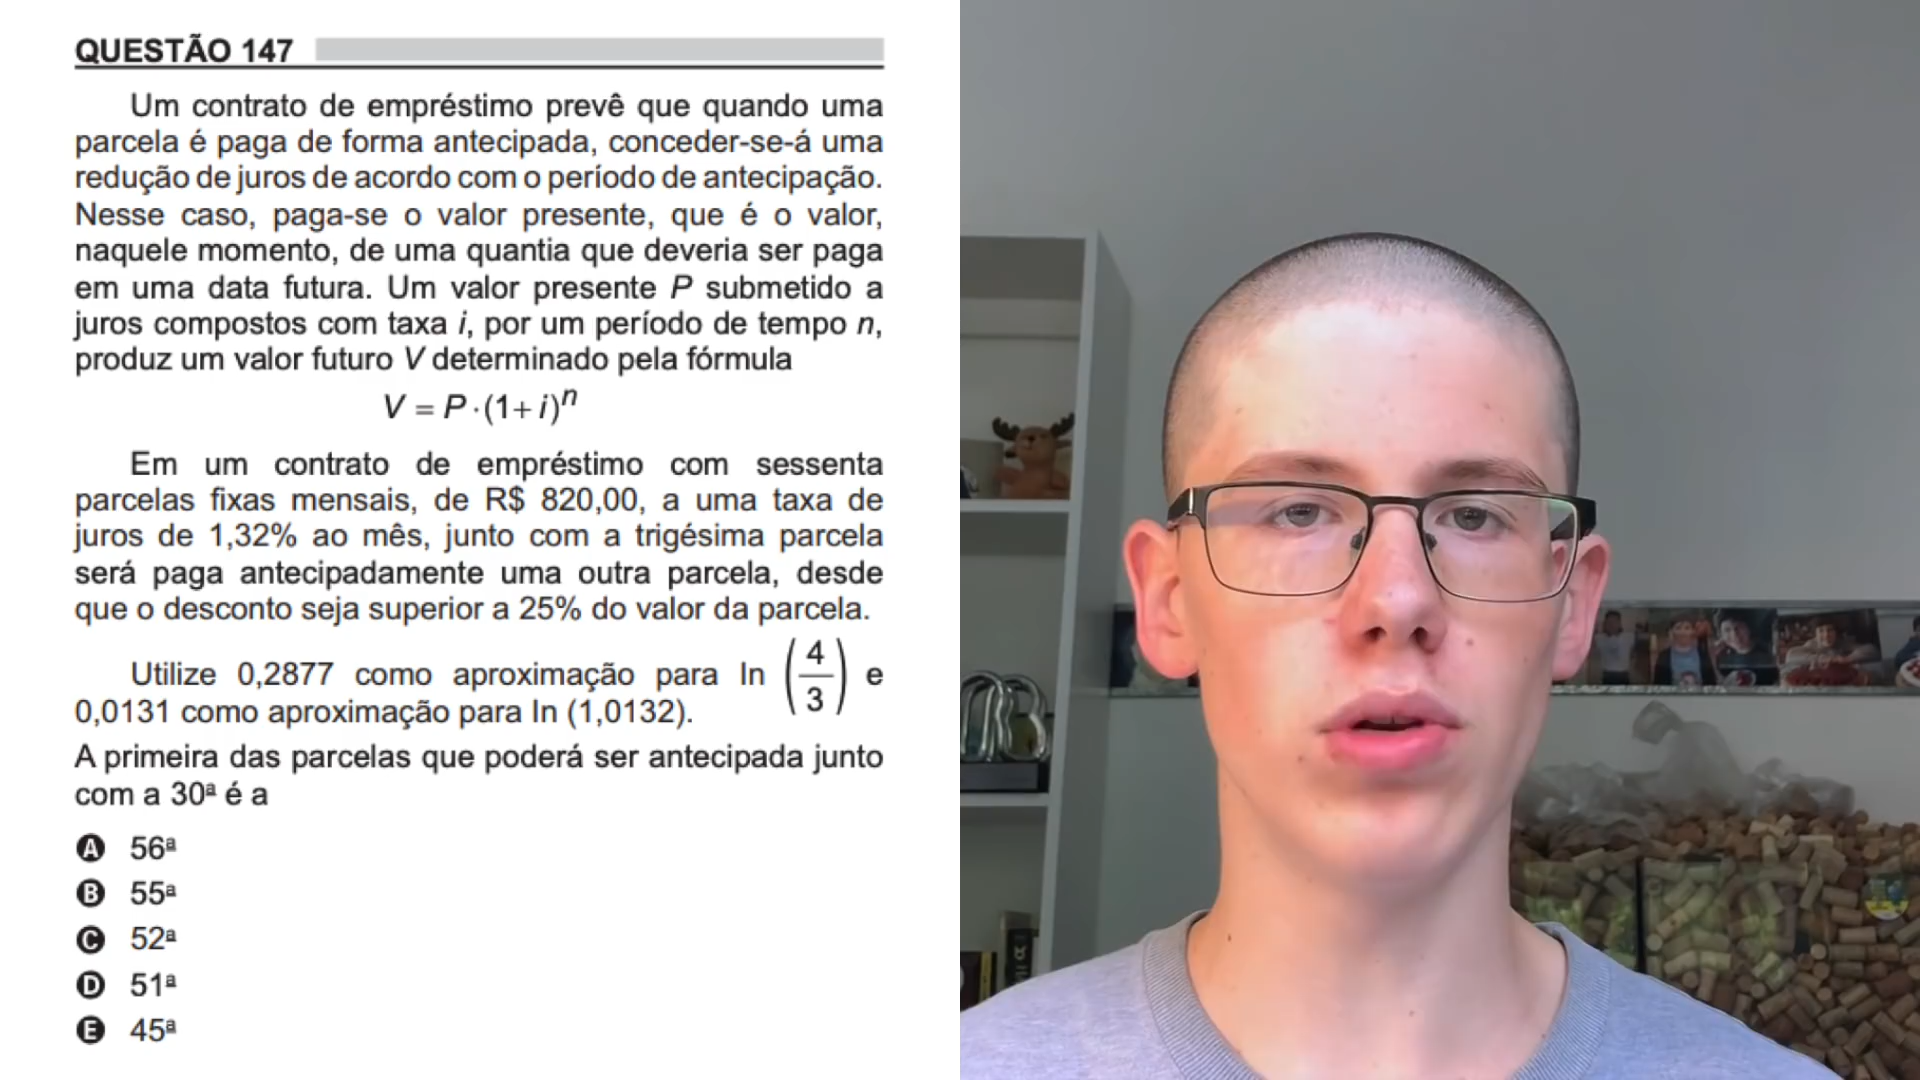 QUESTÃO 147
Um contrato de empréstimo prevê que quando uma
parcela é paga de forma antecipada, conceder-se-á uma
redução de juros de acordo com o período de antecipação.
Nesse caso, paga-se o valor presente, que é o valor,
naquele momento, de uma quantia que deveria ser paga
em uma data futura. Um valor presente P submetido a
juros compostos com taxa i, por um período de tempo n,
produz um valor futuro V determinado pela fórmula
V = P · (1+ i)^n
Em um contrato de empréstimo com sessenta
parcelas fixas mensais, de R$ 820,00, a uma taxa de
juros de 1,32% ao mês, junto com a trigésima parcela
será paga antecipadamente uma outra parcela, desde
que o desconto seja superior a 25% do valor da parcela.
Utilize 0,2877 como aproximação para ln (4/3) e
0,0131 como aproximação para ln (1,0132).
A primeira das parcelas que poderá ser antecipada junto
com a 30ª é a
A 56ª
B 55ª
C 52ª
D 51ª
E 45ª